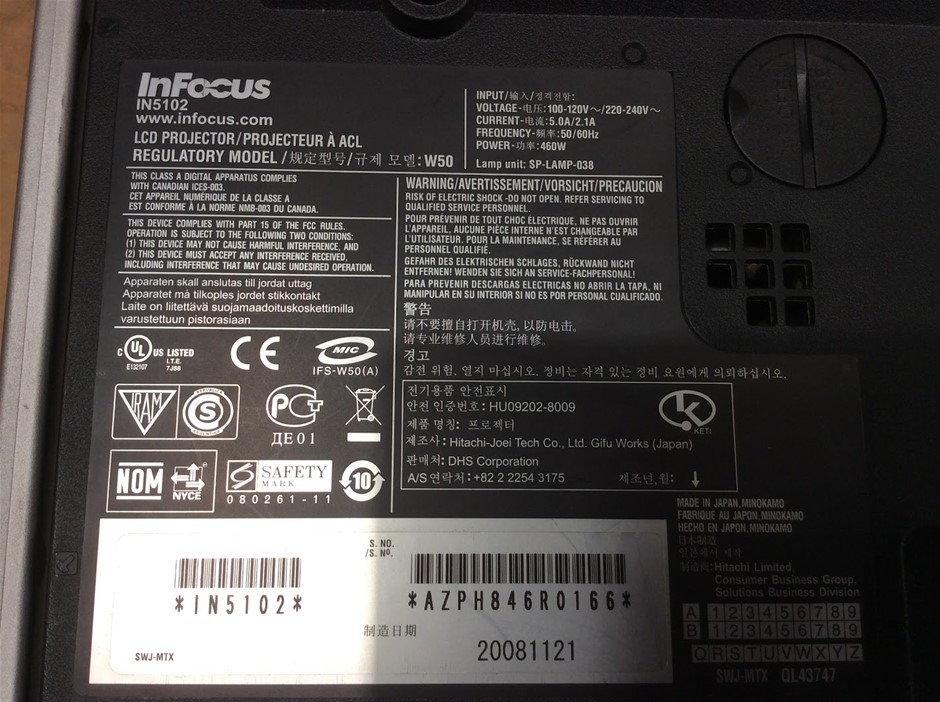 InFocus
IN5102
www.infocus.com
LCD PROJECTOR/PROJECTEUR À ACL
REGULATORY MODEL /规定型号/규제 모델: W50
INPUT/输入/정격전압:
VOLTAGE-电压: 100-120V～/220-240V～
CURRENT-电流: 5.0A/2.1A
FREQUENCY-频率: 50/60Hz
POWER-功率: 460W
Lamp unit: SP-LAMP-038
THIS CLASS A DIGITAL APPARATUS COMPLIES
WITH CANADIAN ICES-003.
CET APPAREIL NUMÉRIQUE DE LA CLASSE A
EST CONFORME À LA NORME NMB-003 DU CANADA.
THIS DEVICE COMPLIES WITH PART 15 OF THE FCC RULES.
OPERATION IS SUBJECT TO THE FOLLOWING TWO CONDITIONS:
(1) THIS DEVICE MAY NOT CAUSE HARMFUL INTERFERENCE, AND
(2) THIS DEVICE MUST ACCEPT ANY INTERFERENCE RECEIVED,
INCLUDING INTERFERENCE THAT MAY CAUSE UNDESIRED OPERATION.
Apparaten skall anslutas till jordat uttag
Apparatet må tilkoples jordet stikkontakt
Laite on liitettävä suojamaadoituskoskettimilla
varustettuun pistorasiaan
WARNING/AVERTISSEMENT/VORSICHT/PRECAUCION
RISK OF ELECTRIC SHOCK -DO NOT OPEN. REFER SERVICING TO
QUALIFIED SERVICE PERSONNEL.
POUR PRÉVENIR DE TOUT CHOC ÉLECTRIQUE, NE PAS OUVRIR
L'APPAREIL, AUCUNE PIÈCE INTERNE N'EST CHANGEABLE PAR
L'UTILISATEUR. POUR LA MAINTENANCE, SE RÉFÉRER AU
PERSONNEL QUALIFIÉ.
GEFAHR DES ELEKTRISCHEN SCHLAGES, RÜCKWAND NICHT
ENTFERNEN! WENDEN SIE SICH AN SERVICE-FACHPERSONAL!
PARA PREVENIR DESCARGAS ELECTRICAS NO ABRIR LA TAPA, NI
MANIPULAR EN SU INTERIOR SI NO ES POR PERSONAL CUALIFICADO.
警告
请不要擅自打开机壳, 以防电击。
请专业维修人员进行维修。
경고
감전 위험. 열지 마십시오. 정비는 자격 있는 정비 요원에게 의뢰하십시오.
C UL US LISTED
E132107
I.T.E.
7J88
CE
MIC
IFS-W50(A)
TRAM
S
PCT
ДЕ 01
전기용품 안전표시
안전 인증번호: HU09202-8009
제품 명칭: 프로젝터
제조사: Hitachi-Joei Tech Co., Ltd. Gifu Works (Japan)
판매처: DHS Corporation
A/S연락처: +82 2 2254 3175
제조년,월: ↓
KETI
NOM
NYCE
SAFETY
MARK
080261-11
10
MADE IN JAPAN, MINOKAMO
FABRIQUE AU JAPON, MINOKAMO
HECHO EN JAPON, MINOKAMO
日本制造
일본에서 제작
制造商: Hitachi Limited,
Consumer Business Group,
Solutions Business Division
A 1 2 3 4 5 6 7 8 9
B 1 2 3 4 5 6 7 8 9
Q R S T U V W X Y Z
SWJ-MTX QL43747
S. NO.
/S. Nº.
*IN5102*
*AZPH846R0166*
制造日期
20081121
SWJ-MTX